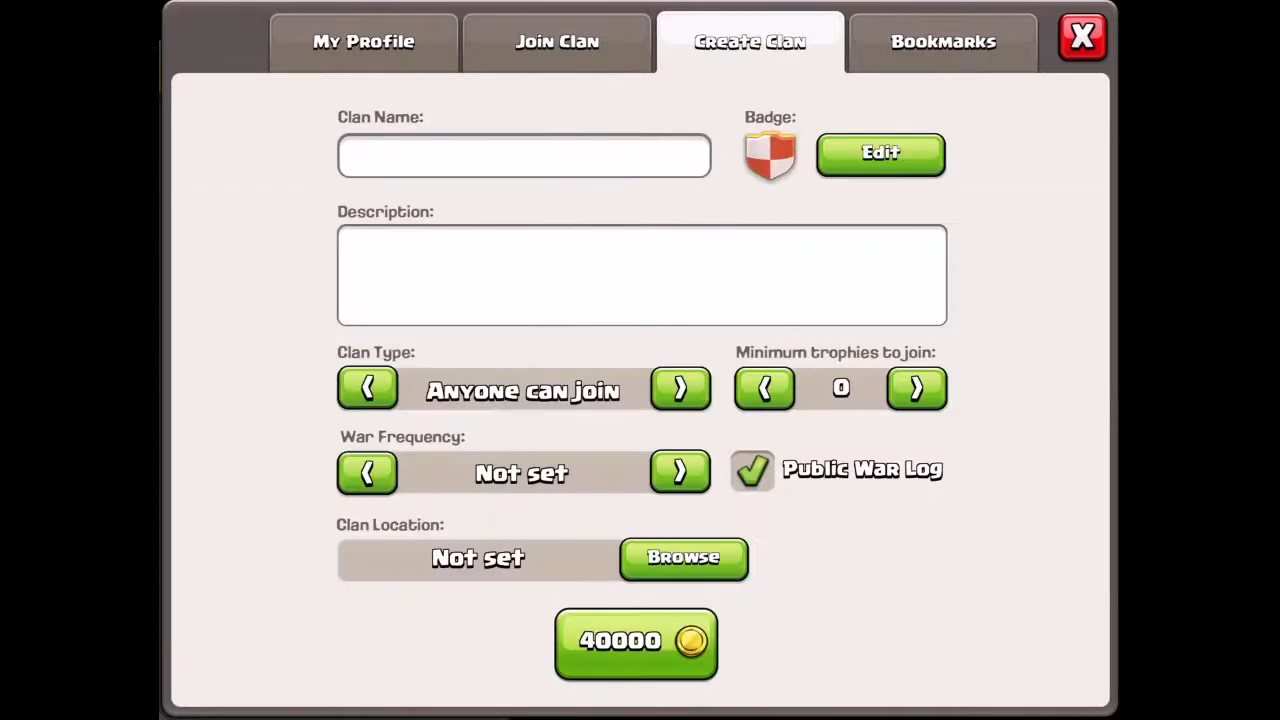 My Profile
Join Clan
Create Clan
Bookmarks
X
Clan Name:
Badge:
Edit
Description:
Clan Type:
Minimum trophies to join:
Anyone can join
0
War Frequency:
Not set
Public War Log
Clan Location:
Not set
Browse
40000